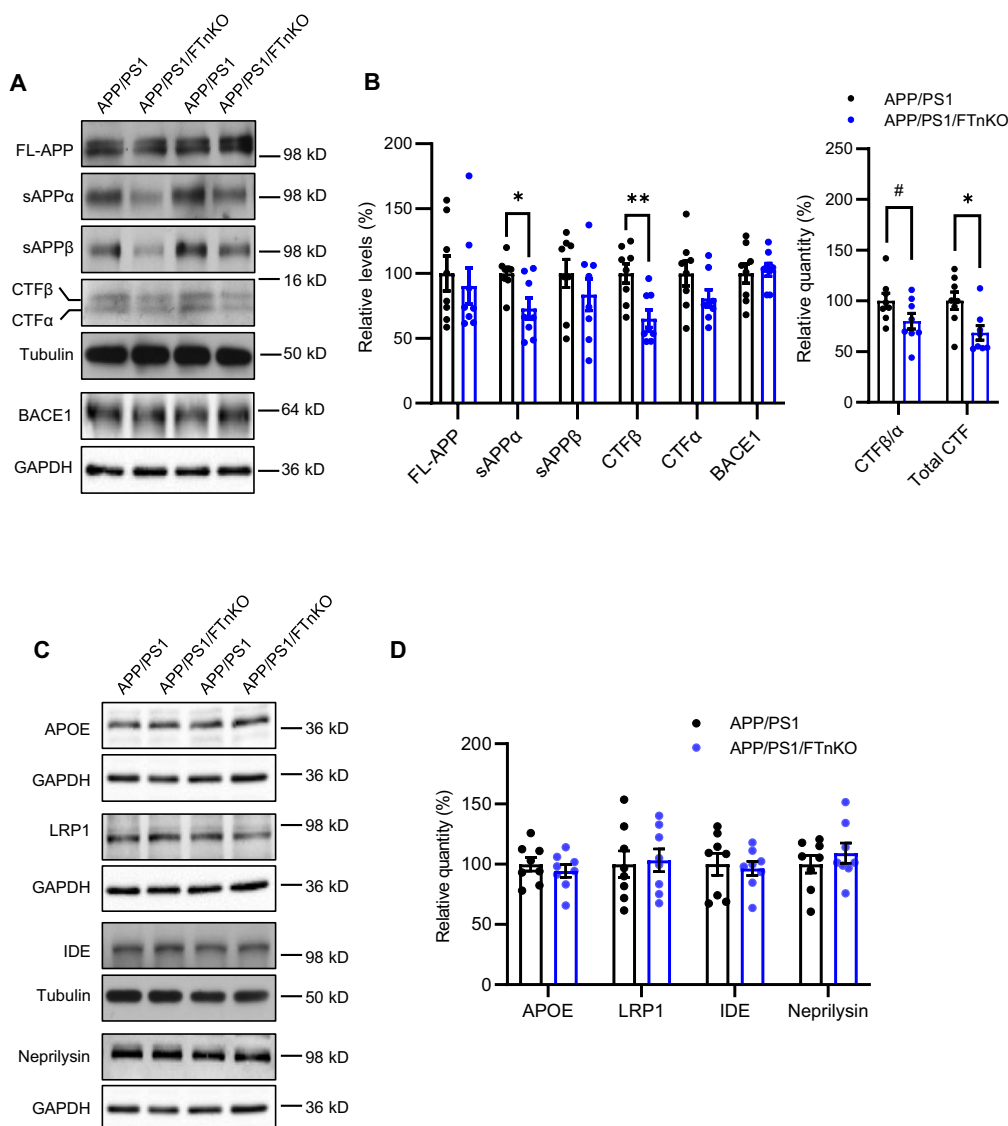 A
APP/PS1
APP/PS1/FTnKO
APP/PS1
APP/PS1/FTnKO
FL-APP
98 kD
sAPPα
98 kD
sAPPβ
98 kD
16 kD
CTFβ
CTFα
Tubulin
50 kD
BACE1
64 kD
GAPDH
36 kD
B
APP/PS1
APP/PS1/FTnKO
Relative levels (%)
200
150
100
50
0
*
**
FL-APP
sAPPα
sAPPβ
CTFβ
CTFα
BACE1
Relative quantity (%)
250
200
150
100
50
0
#
*
CTFβ/α
Total CTF
C
APP/PS1
APP/PS1/FTnKO
APP/PS1
APP/PS1/FTnKO
APOE
36 kD
GAPDH
36 kD
LRP1
98 kD
GAPDH
36 kD
IDE
98 kD
Tubulin
50 kD
Neprilysin
98 kD
GAPDH
36 kD
D
APP/PS1
APP/PS1/FTnKO
Relative quantity (%)
200
150
100
50
0
APOE
LRP1
IDE
Neprilysin